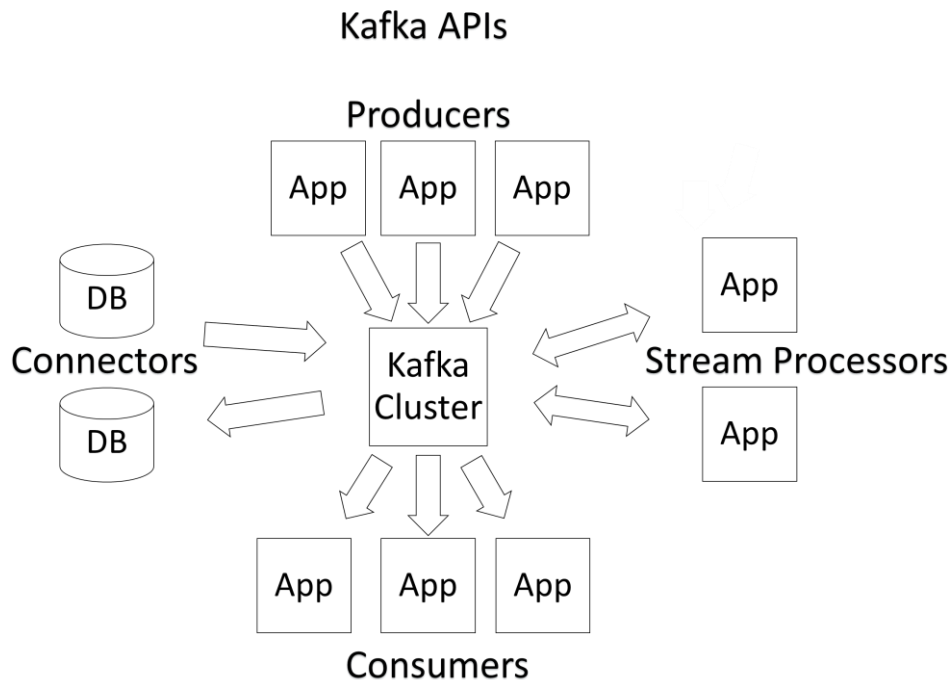 Kafka APIs
Producers
App
App
App
DB
App
Connectors
Kafka
Cluster
Stream Processors
DB
App
App
App
App
Consumers